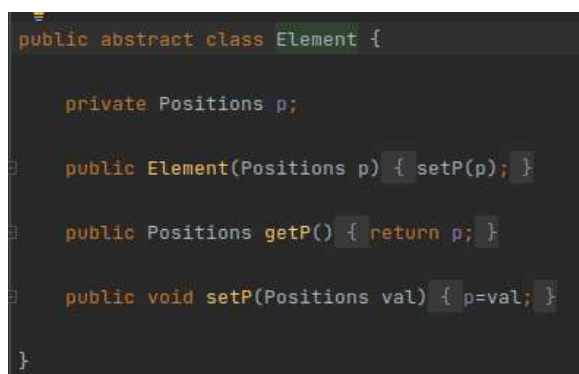 public abstract class Element {
private Positions p;
public Element(Positions p) { setP(p); }
public Positions getP() { return p; }
public void setP(Positions val) { p=val; }
}